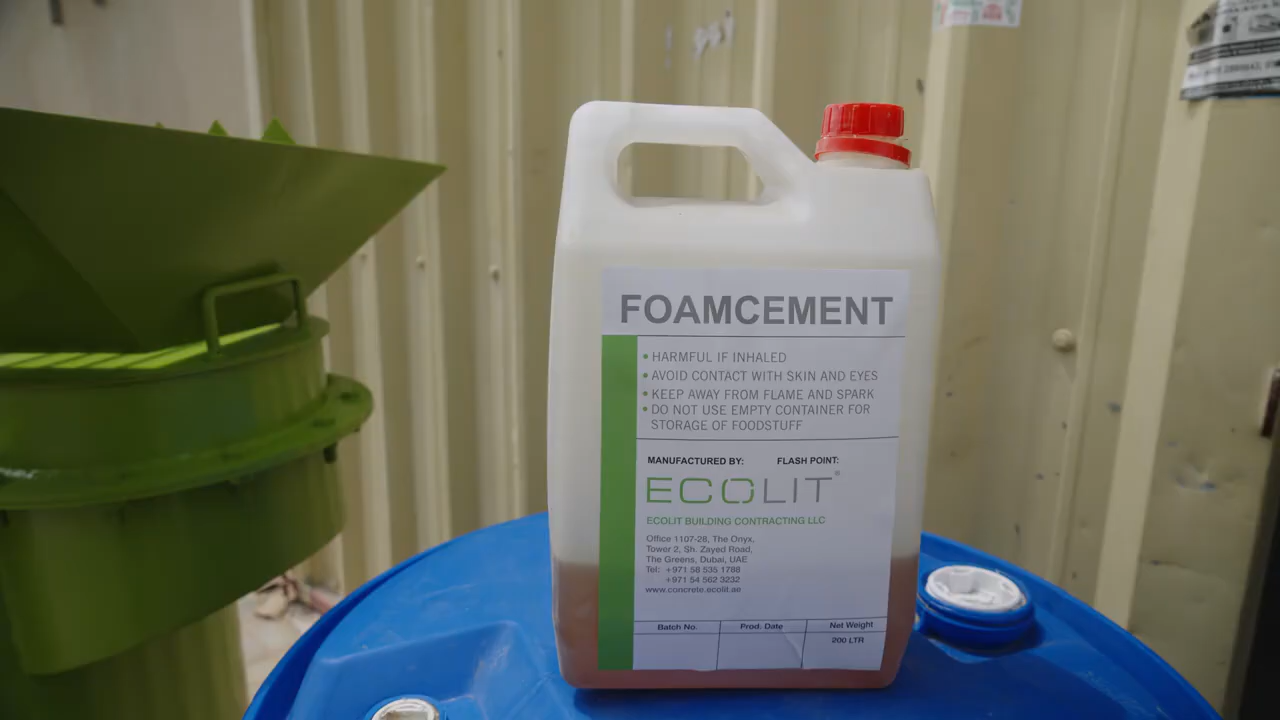 FOAMCEMENT
• HARMFUL IF INHALED
• AVOID CONTACT WITH SKIN AND EYES
• KEEP AWAY FROM FLAME AND SPARK
• DO NOT USE EMPTY CONTAINER FOR
STORAGE OF FOODSTUFF
MANUFACTURED BY: FLASH POINT:
ECOLIT®
ECOLIT BUILDING CONTRACTING LLC
Office 1107-28, The Onyx,
Tower 2, Sh. Zayed Road,
The Greens, Dubai, UAE
Tel: +971 58 535 1788
+971 54 562 3232
www.concrete.ecolit.ae
Batch No. Prod. Date Net Weight
200 LTR